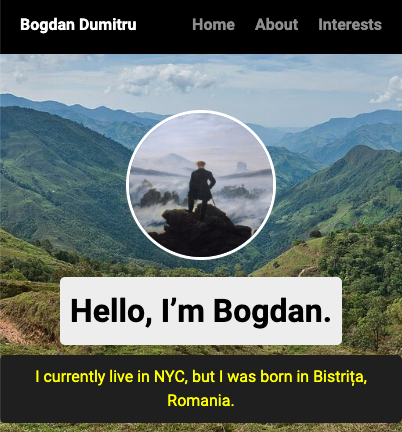 Bogdan Dumitru Home About Interests
Hello, I’m Bogdan.
I currently live in NYC, but I was born in Bistrița,
Romania.